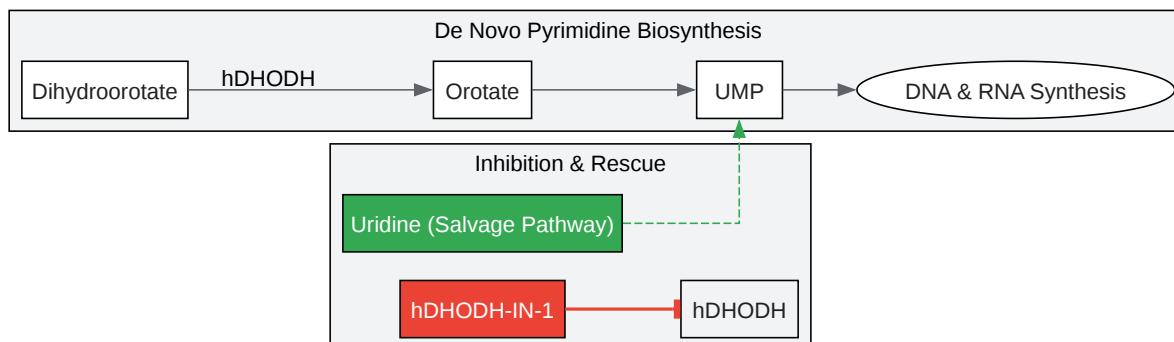 De Novo Pyrimidine Biosynthesis
Dihydroorotate
hDHODH
Orotate
UMP
DNA & RNA Synthesis
Inhibition & Rescue
Uridine (Salvage Pathway)
hDHODH-IN-1
hDHODH